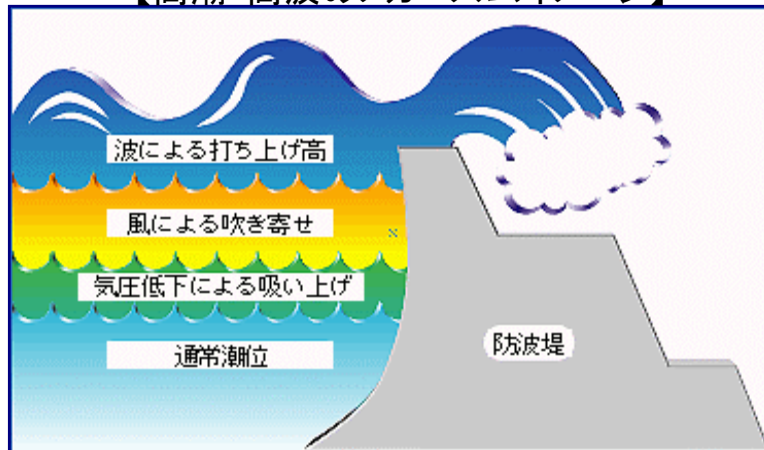 波による打ち上げ高
風による吹き寄せ
気圧低下による吸い上げ
通常潮位
防波堤